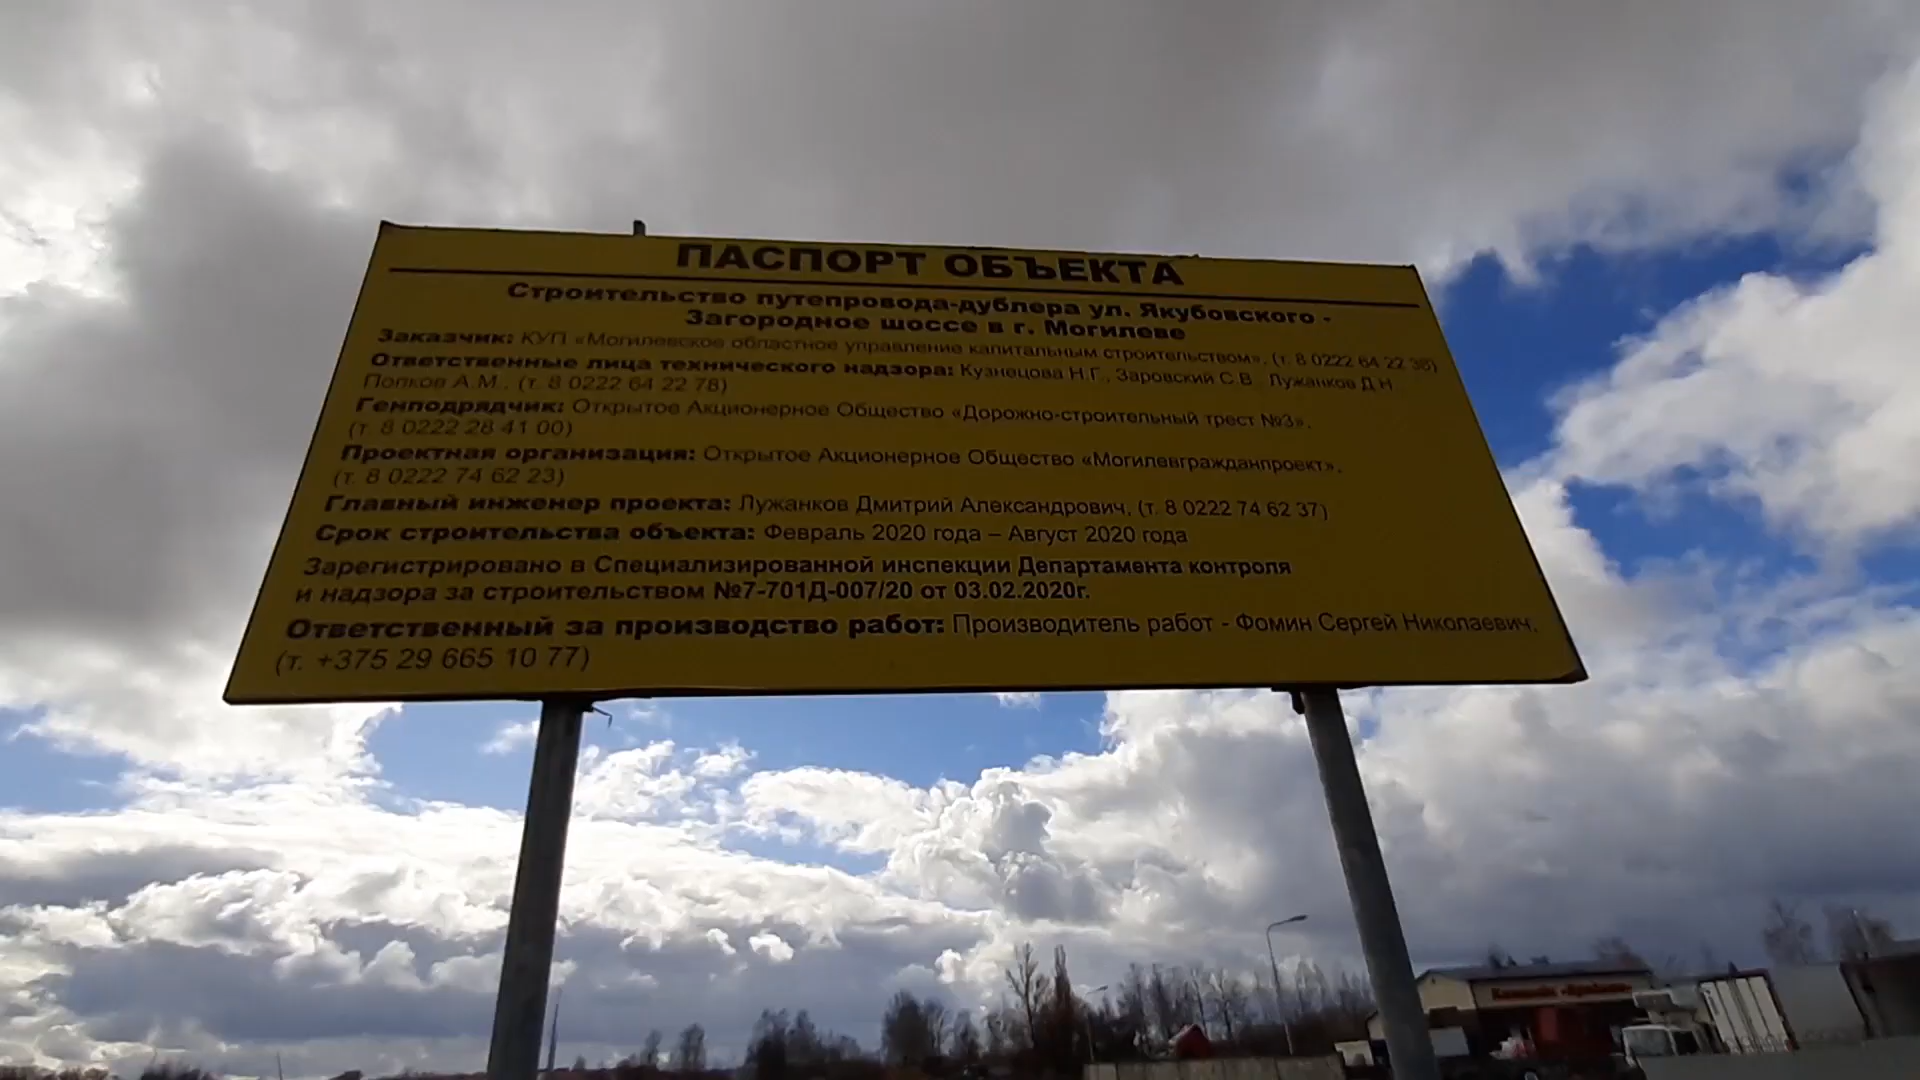 ПАСПОРТ ОБЪЕКТА
Строительство путепровода-дублера ул. Якубовского -
Загородное шоссе в г. Могилеве
Заказчик: КУП «Могилевское областное управление капитальным строительством», (т. 8 0222 64 22 38)
Ответственные лица технического надзора: Кузнецова Н.Г., Заровский С.В. Лужанков Д.Н.
Попков А.М., (т. 8 0222 64 22 78)
Генподрядчик: Открытое Акционерное Общество «Дорожно-строительный трест №3»,
(т. 8 0222 28 41 00)
Проектная организация: Открытое Акционерное Общество «Могилевгражданпроект»,
(т. 8 0222 74 62 23)
Главный инженер проекта: Лужанков Дмитрий Александрович, (т. 8 0222 74 62 37)
Срок строительства объекта: Февраль 2020 года – Август 2020 года
Зарегистрировано в Специализированной инспекции Департамента контроля
и надзора за строительством №7-701Д-007/20 от 03.02.2020г.
Ответственный за производство работ: Производитель работ - Фомин Сергей Николаевич,
(т. +375 29 665 10 77)